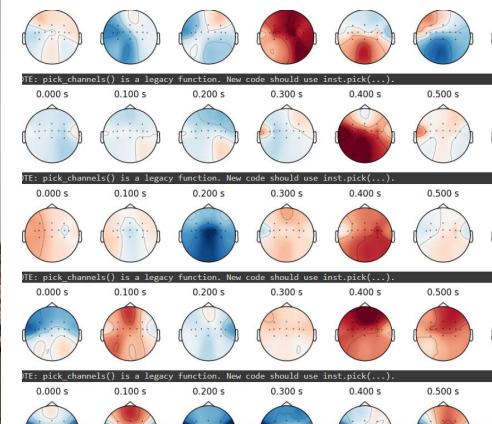 OTE: pick_channels() is a legacy function. New code should use inst.pick(...).
0.000 s 0.100 s 0.200 s 0.300 s 0.400 s 0.500 s
OTE: pick_channels() is a legacy function. New code should use inst.pick(...).
0.000 s 0.100 s 0.200 s 0.300 s 0.400 s 0.500 s
OTE: pick_channels() is a legacy function. New code should use inst.pick(...).
0.000 s 0.100 s 0.200 s 0.300 s 0.400 s 0.500 s
OTE: pick_channels() is a legacy function. New code should use inst.pick(...).
0.000 s 0.100 s 0.200 s 0.300 s 0.400 s 0.500 s